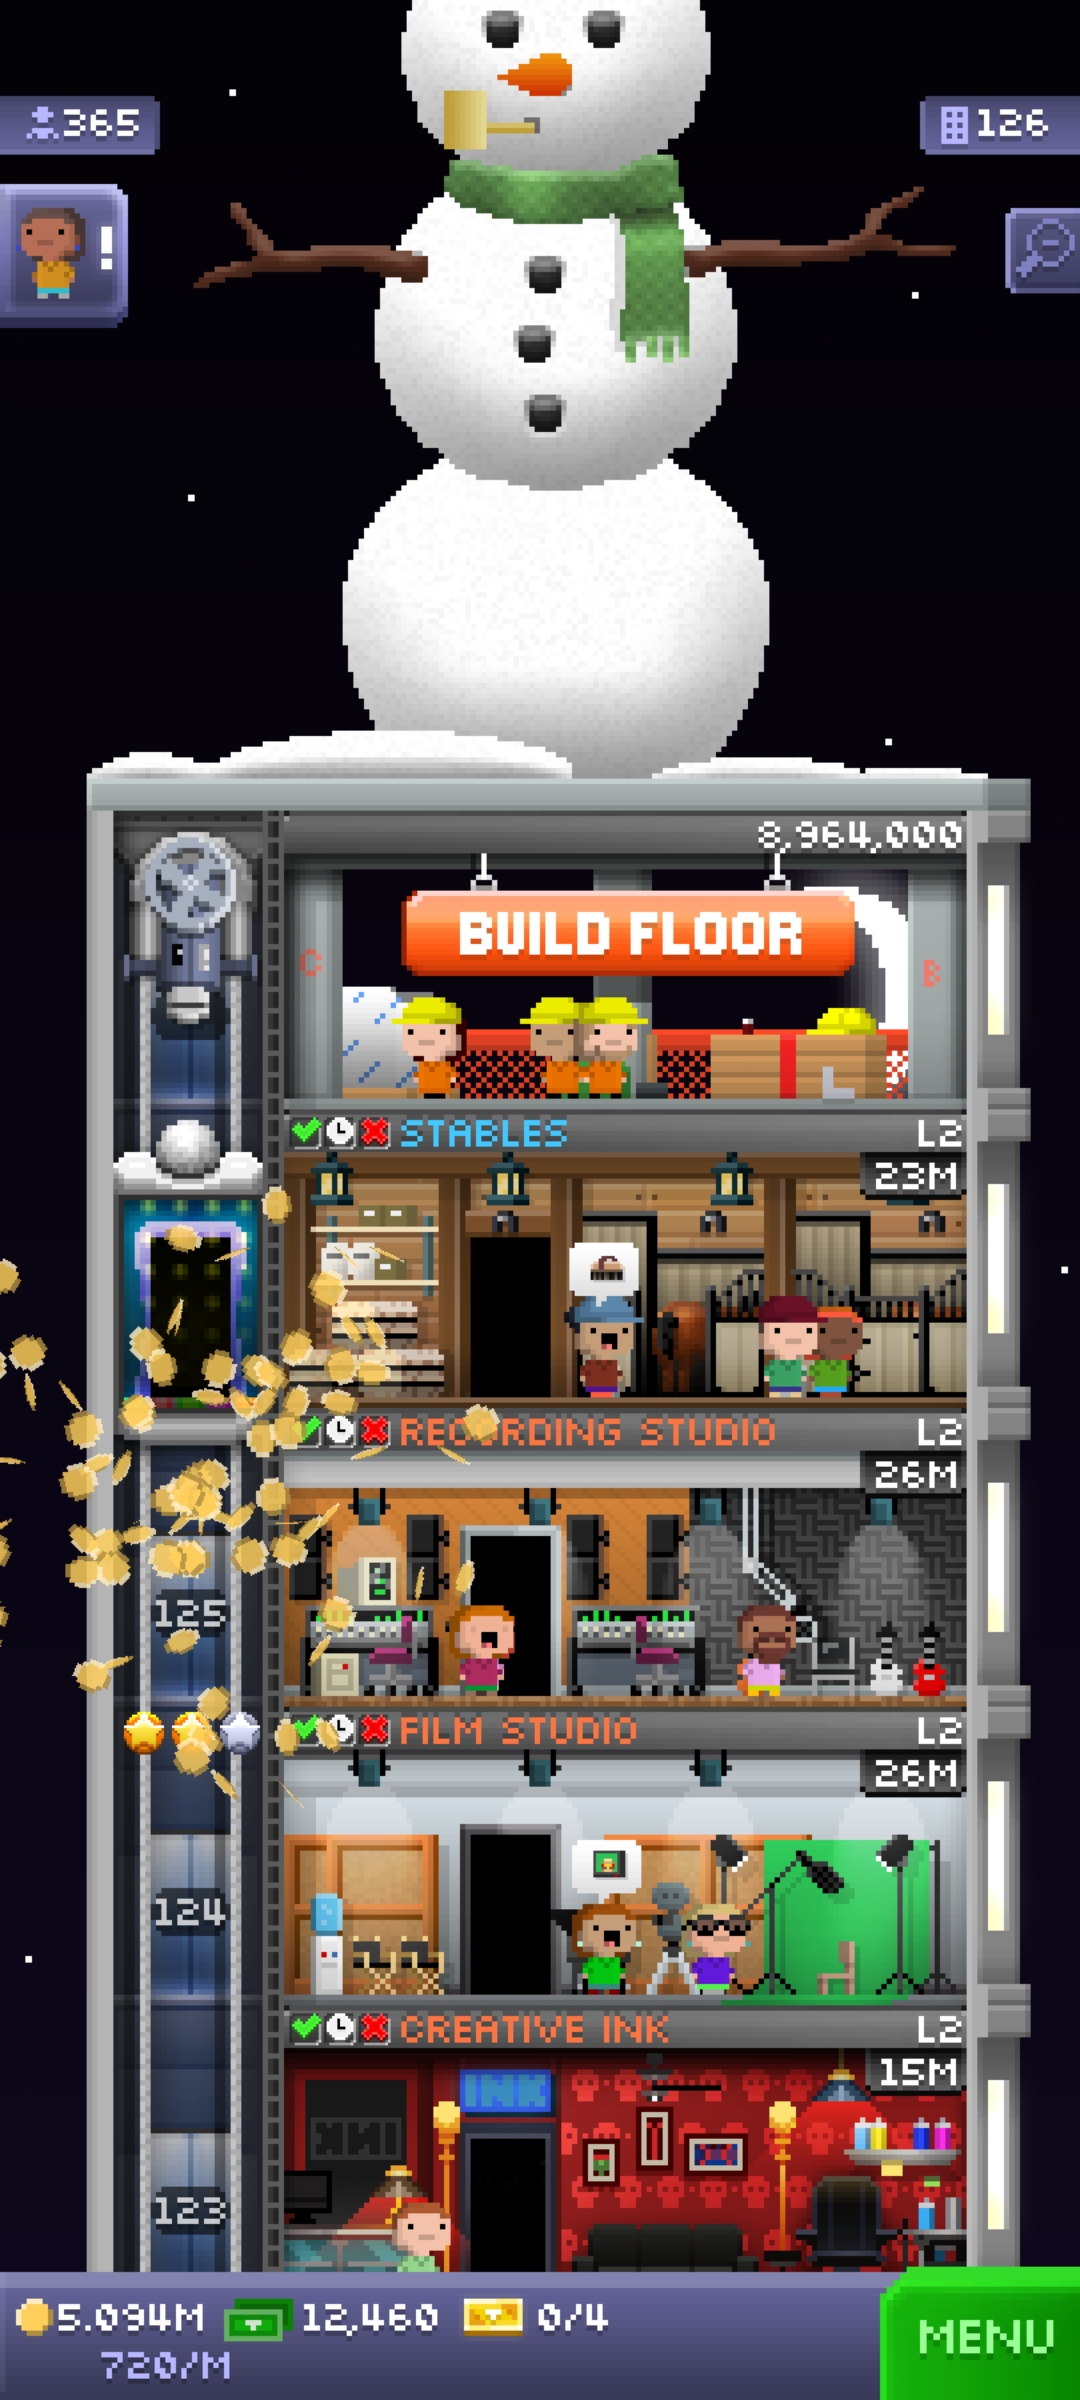 365
126
!
8,964,000
BUILD FLOOR
C
B
STABLES
L2
23M
RECORDING STUDIO
L2
26M
125
FILM STUDIO
L2
26M
124
CREATIVE INK
L2
15M
INK
123
5.094M
12,460
0/4
MENU
720/M